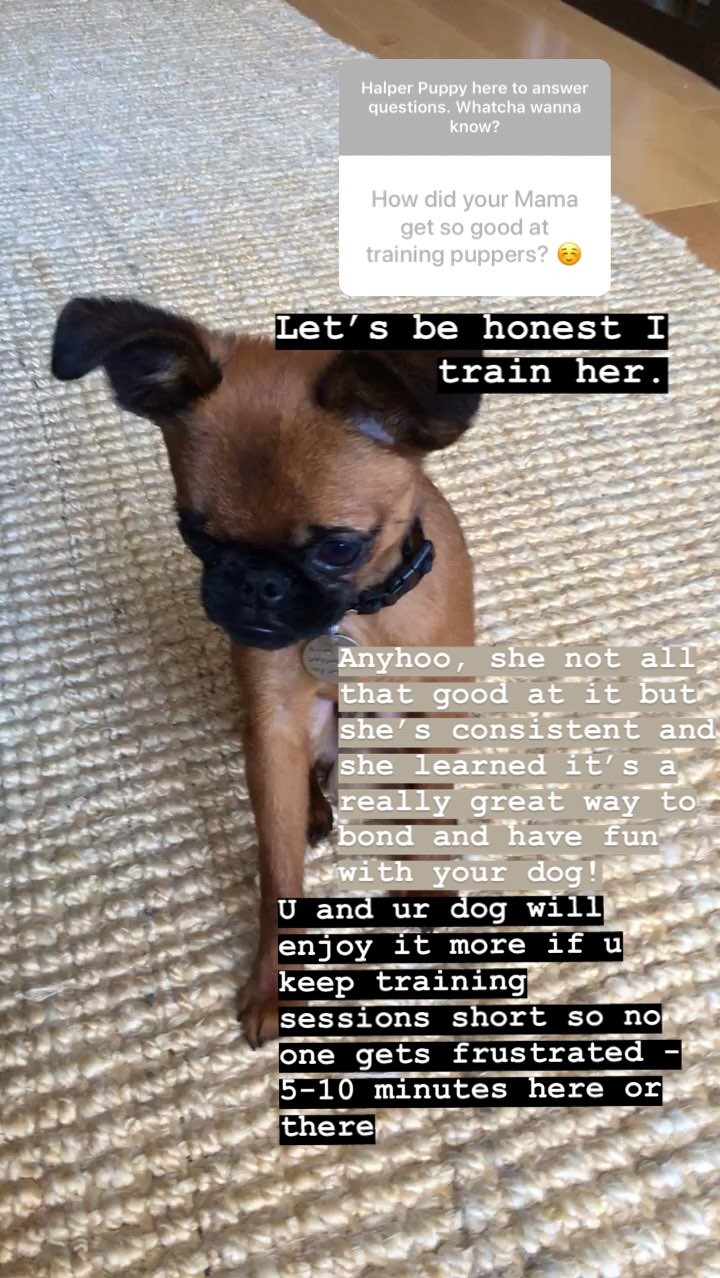 Halper Puppy here to answer
questions. Whatcha wanna
know?
How did your Mama
get so good at
training puppers? ☺️
Let's be honest I
train her.
Anyhoo, she not all
that good at it but
she's consistent and
she learned it's a
really great way to
bond and have fun
with your dog!
U and ur dog will
enjoy it more if u
keep training
sessions short so no
one gets frustrated -
5-10 minutes here or
there